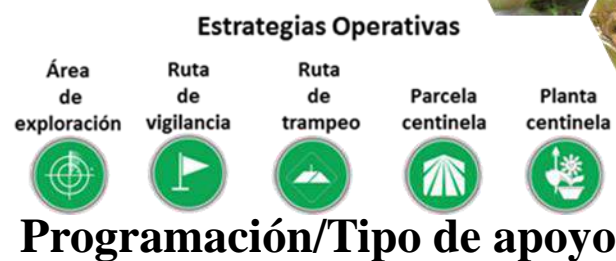 Estrategias Operativas
Área de exploración
Ruta de vigilancia
Ruta de trampeo
Parcela centinela
Planta centinela
Programación/Tipo de apoyo